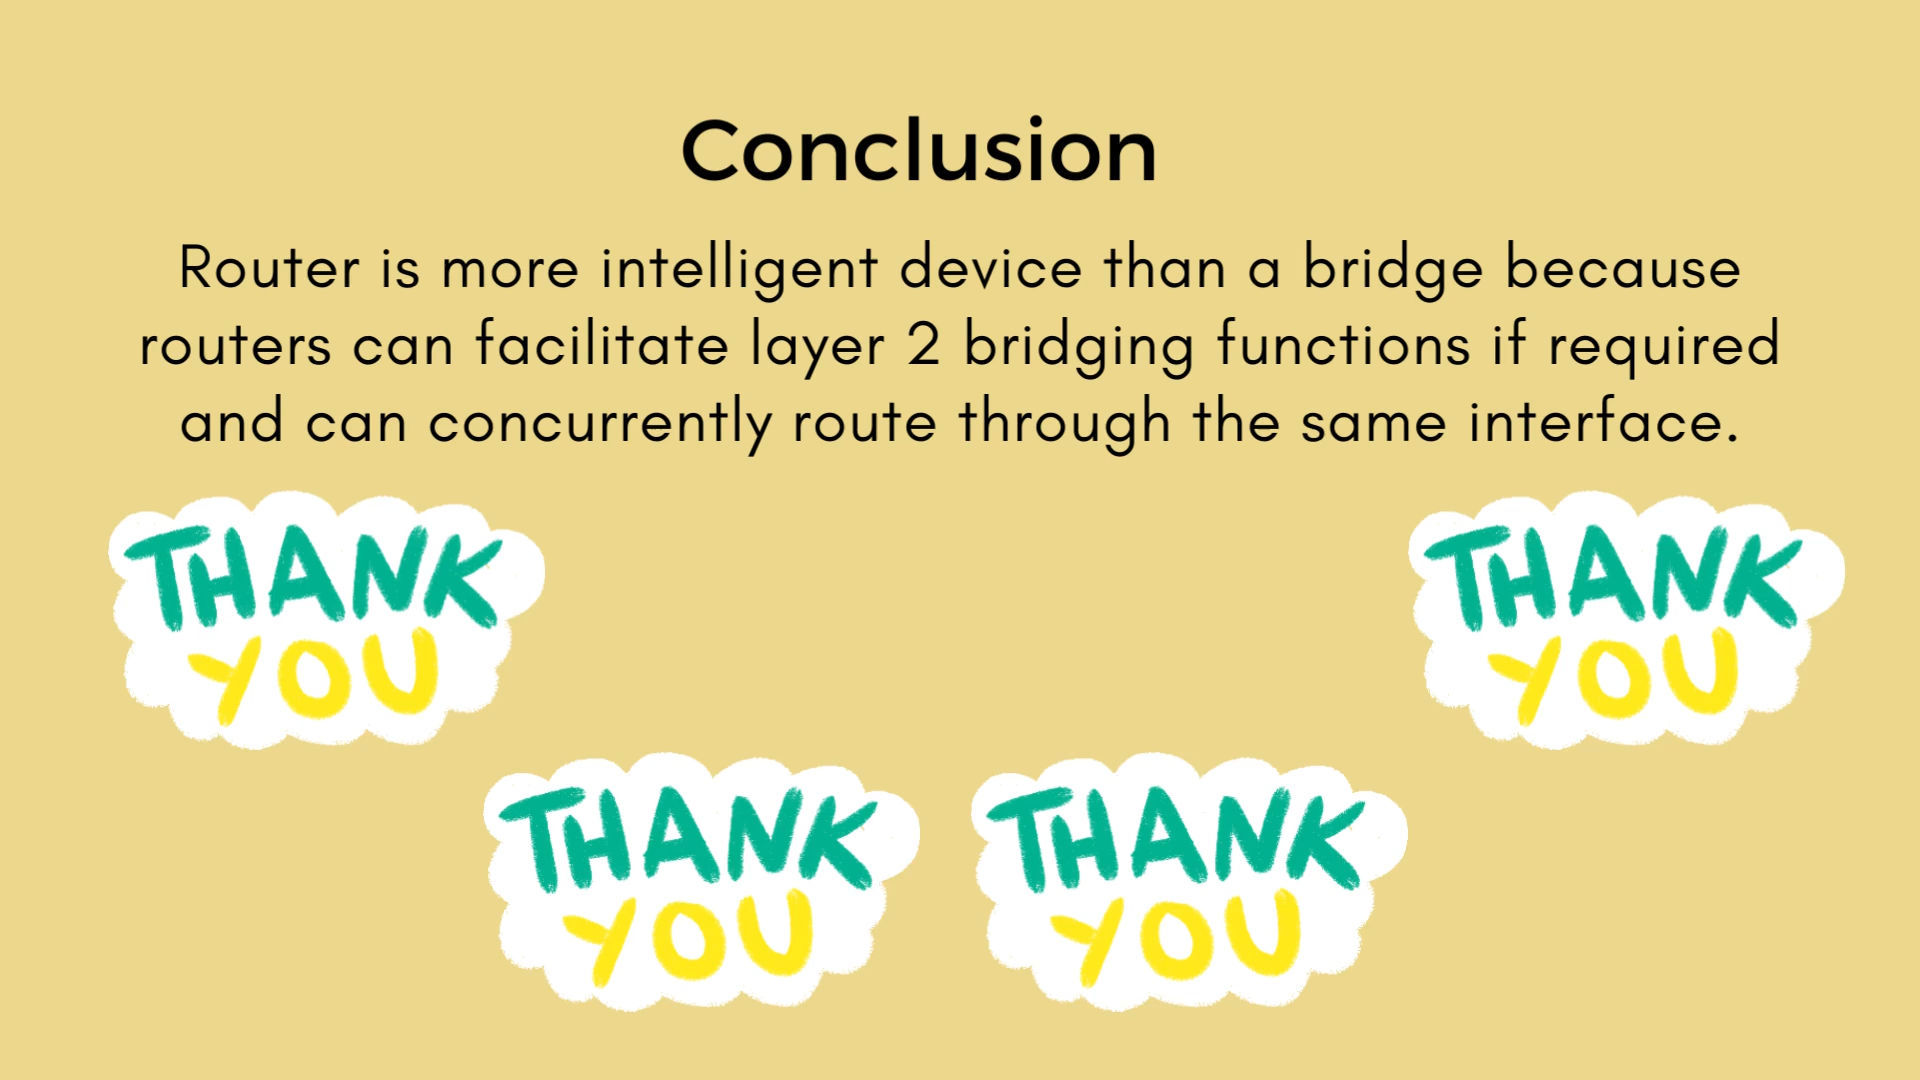 Conclusion
Router is more intelligent device than a bridge because
routers can facilitate layer 2 bridging functions if required
and can concurrently route through the same interface.
THANK
YOU
THANK
YOU
THANK
YOU
THANK
YOU